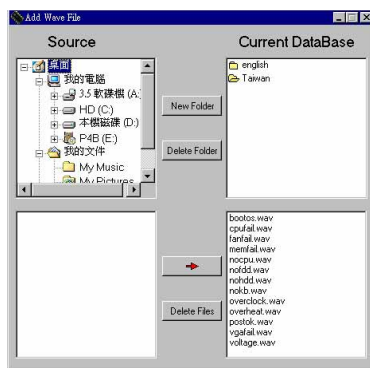 Add Wave File
Source
Current DataBase
桌面
我的電腦
3.5 軟碟機 (A:
HD (C:)
本機磁碟 (D:)
P4B (E:)
我的文件
My Music
My Pictures
New Folder
Delete Folder
english
Taiwan
Delete Files
bootos.wav
cpufail.wav
fanfail.wav
memfail.wav
nocpu.wav
nofdd.wav
nohdd.wav
nokb.wav
overclock.wav
overheat.wav
postok.wav
vgafail.wav
voltage.wav